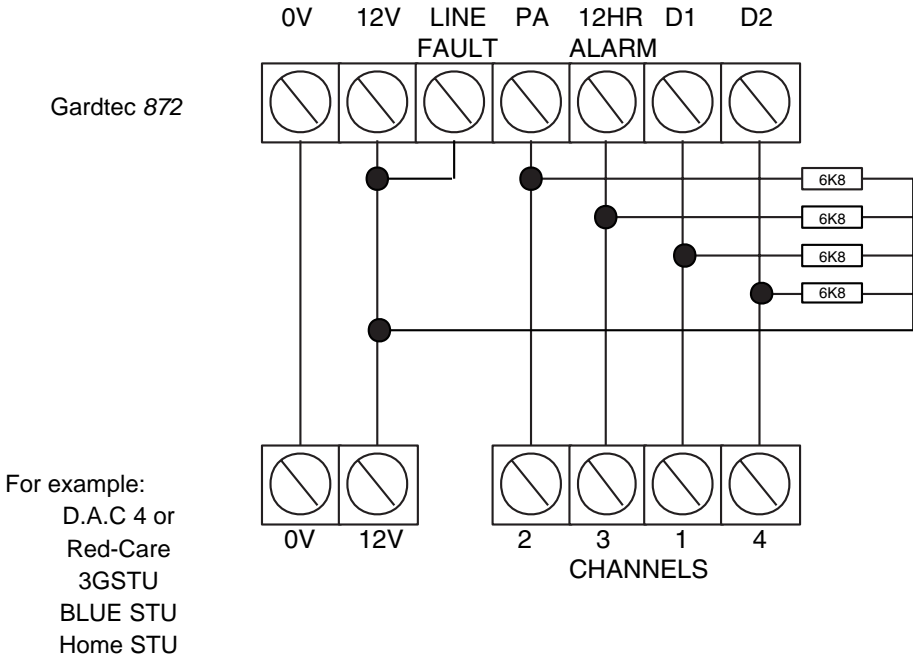 0V 12V LINE PA 12HR D1 D2
FAULT ALARM
Gardtec 872
6K8
6K8
6K8
6K8
For example:
D.A.C 4 or
Red-Care
3GSTU
BLUE STU
Home STU
0V 12V 2 3 1 4
CHANNELS